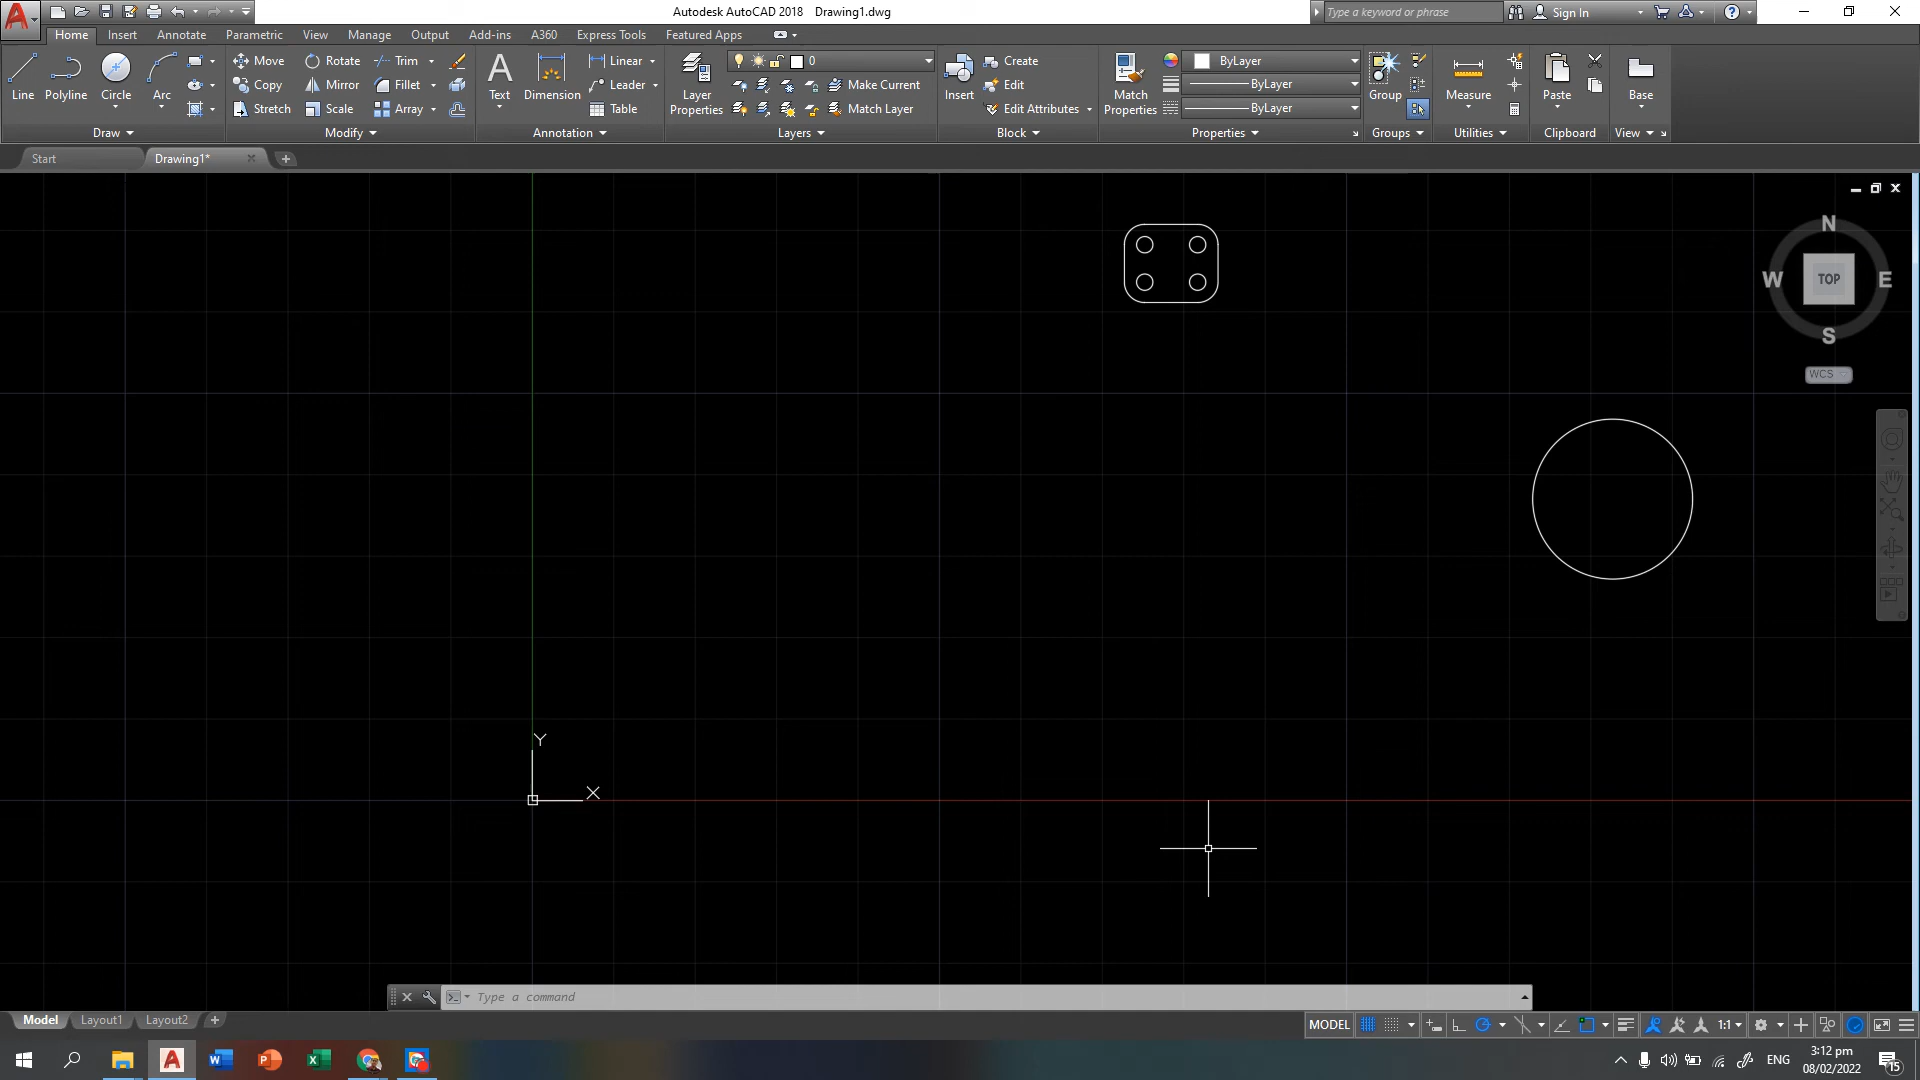 Autodesk AutoCAD 2018 Drawing1.dwg
Type a keyword or phrase
Sign In
Home Insert Annotate Parametric View Manage Output Add-ins A360 Express Tools Featured Apps
Line Polyline Circle Arc
Draw
Move Rotate Trim
Copy Mirror Fillet
Stretch Scale Array
Modify
Text Dimension
Linear
Leader
Table
Annotation
Layer Properties
0
Make Current
Match Layer
Layers
Insert
Create
Edit
Edit Attributes
Block
Match Properties
ByLayer
ByLayer
ByLayer
Properties
Group
Groups
Measure
Utilities
Paste
Clipboard
Base
View
Start Drawing1*
N
W TOP E
S
WCS
Y
X
Type a command
Model Layout1 Layout2
MODEL 1:1
ENG
3:12 pm
08/02/2022
15